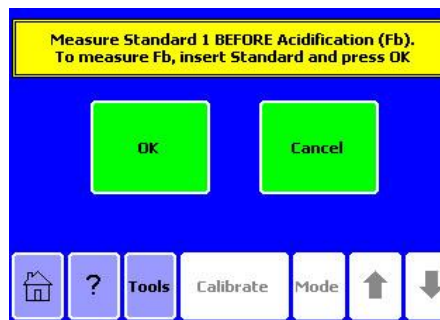 Measure Standard 1 BEFORE Acidification (Fb).
To measure Fb, insert Standard and press OK
OK
Cancel
?
Tools
Calibrate
Mode